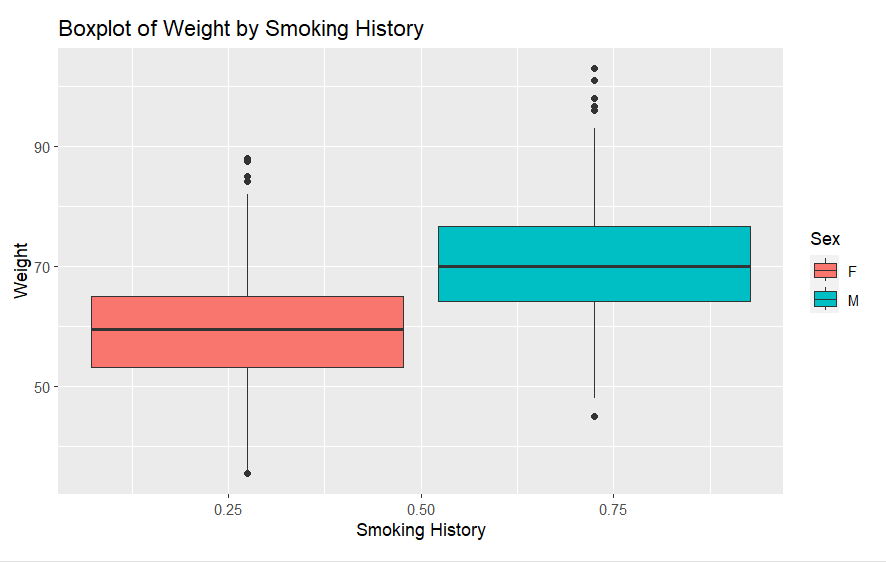 Boxplot of Weight by Smoking History
Weight
90
70
50
0.25
0.50
0.75
Smoking History
Sex
F
M